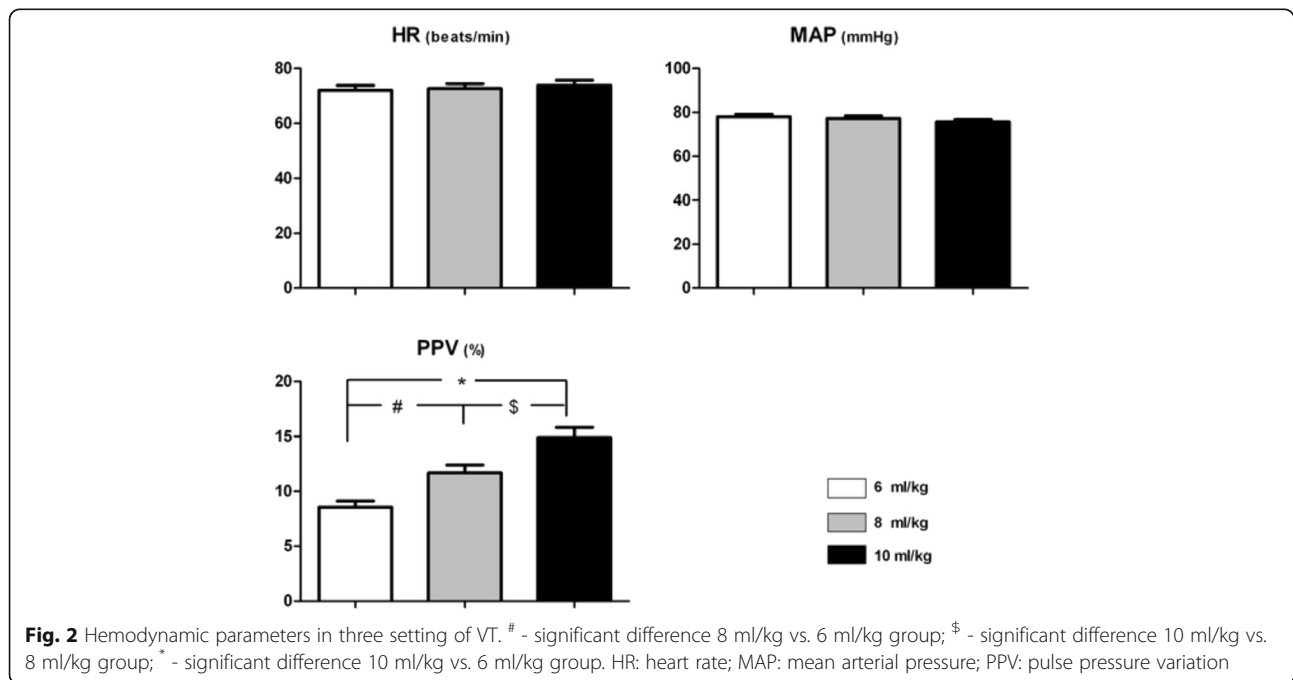 HR (beats/min)
80
60
40
20
0
MAP (mmHg)
100
80
60
40
20
0
PPV (%)
20
15
10
5
0
*
# $
6 ml/kg
8 ml/kg
10 ml/kg
Fig. 2 Hemodynamic parameters in three setting of VT. # - significant difference 8 ml/kg vs. 6 ml/kg group; $ - significant difference 10 ml/kg vs.
8 ml/kg group; * - significant difference 10 ml/kg vs. 6 ml/kg group. HR: heart rate; MAP: mean arterial pressure; PPV: pulse pressure variation